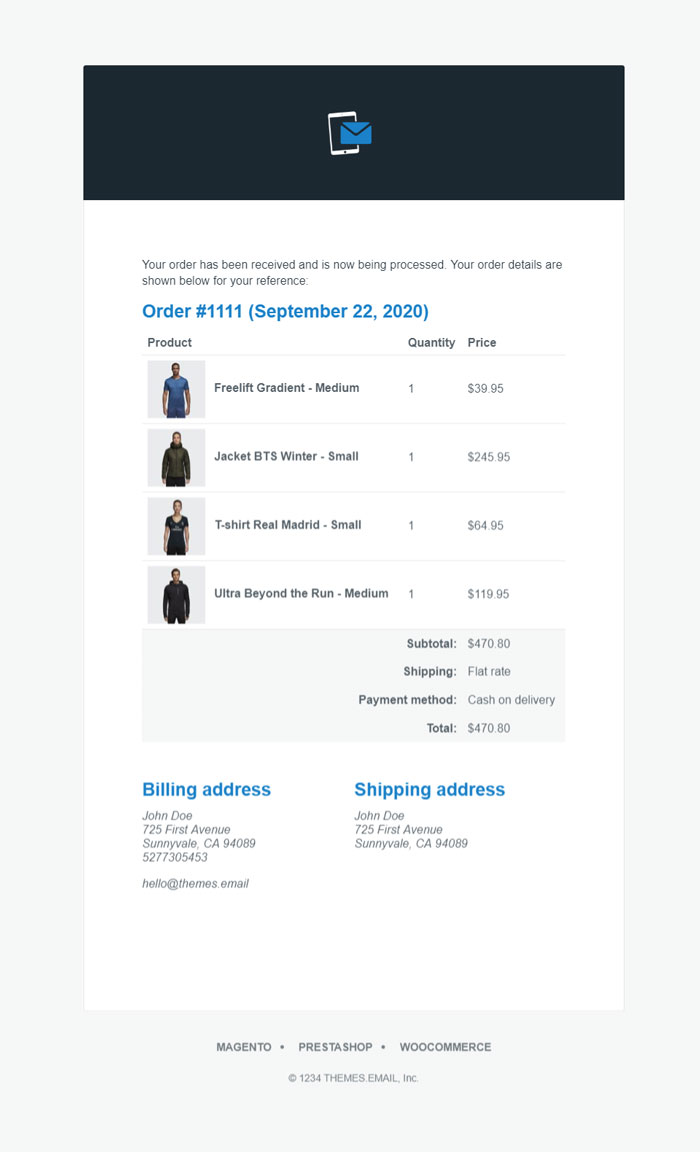 Your order has been received and is now being processed. Your order details are
shown below for your reference:
Order #1111 (September 22, 2020)
Product Quantity Price
Freelift Gradient - Medium 1 $39.95
Jacket BTS Winter - Small 1 $245.95
T-shirt Real Madrid - Small 1 $64.95
Ultra Beyond the Run - Medium 1 $119.95
Subtotal: $470.80
Shipping: Flat rate
Payment method: Cash on delivery
Total: $470.80
Billing address
John Doe
725 First Avenue
Sunnyvale, CA 94089
5277305453
hello@themes.email
Shipping address
John Doe
725 First Avenue
Sunnyvale, CA 94089
MAGENTO • PRESTASHOP • WOOCOMMERCE
© 1234 THEMES.EMAIL, Inc.